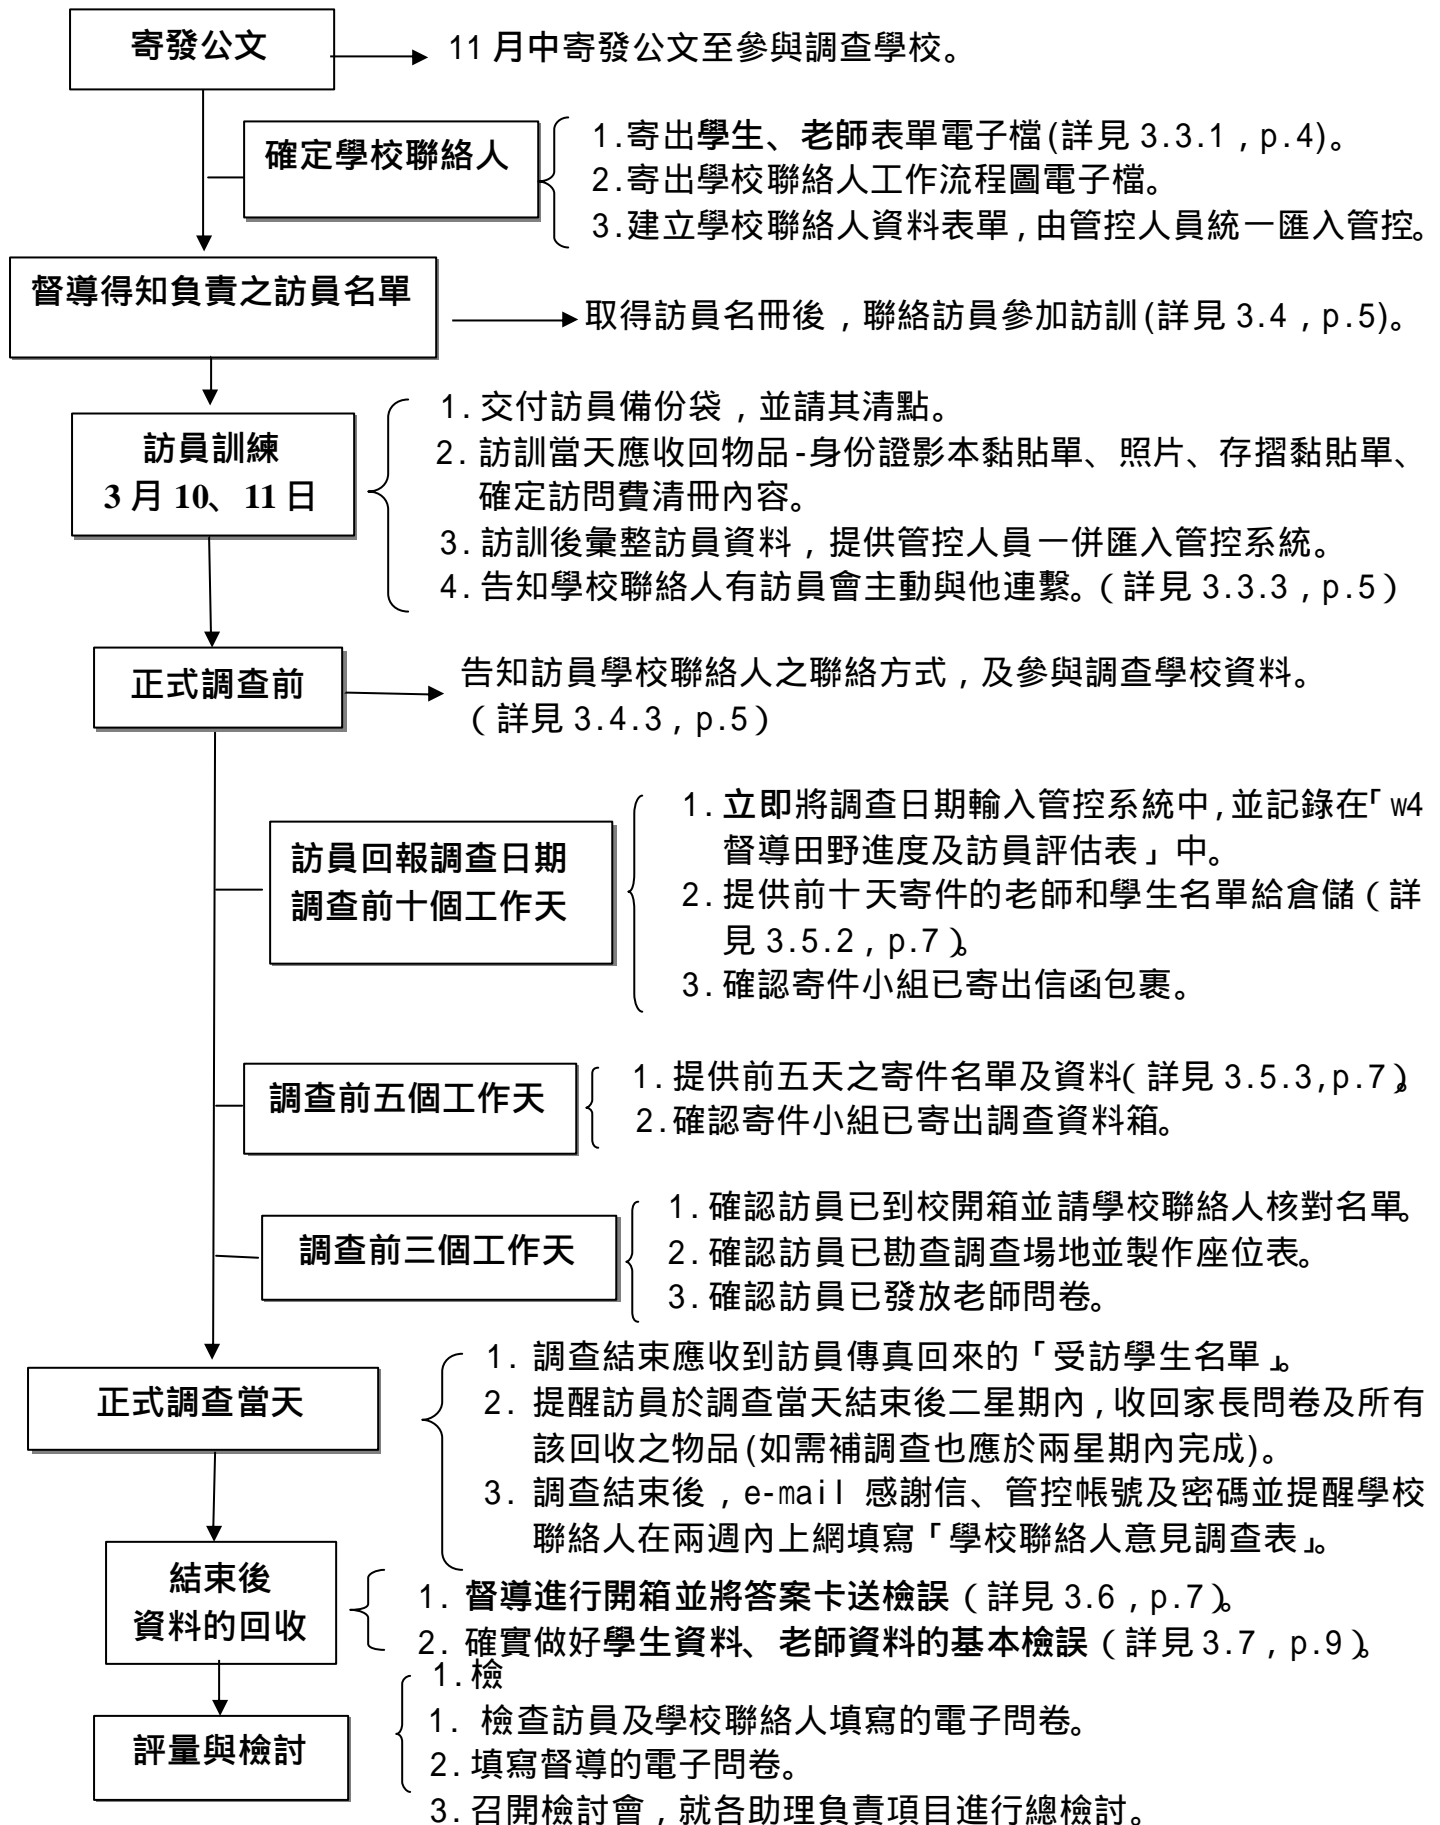 寄發公文
11 月中寄發公文至參與調查學校。
確定學校聯絡人
1.寄出學生、老師表單電子檔(詳見 3.3.1，p.4)。
2.寄出學校聯絡人工作流程圖電子檔。
3.建立學校聯絡人資料表單，由管控人員統一匯入管控。
督導得知負責之訪員名單
取得訪員名冊後，聯絡訪員參加訪訓(詳見 3.4，p.5)。
訪員訓練
3 月 10、11 日
1. 交付訪員備份袋，並請其清點。
2. 訪訓當天應收回物品-身份證影本黏貼單、照片、存摺黏貼單、
確定訪問費清冊內容。
3. 訪訓後彙整訪員資料，提供管控人員一併匯入管控系統。
4. 告知學校聯絡人有訪員會主動與他連繫。（詳見 3.3.3，p.5）
正式調查前
告知訪員學校聯絡人之聯絡方式，及參與調查學校資料。
（詳見 3.4.3，p.5）
訪員回報調查日期
調查前十個工作天
1. 立即將調查日期輸入管控系統中，並記錄在「w4
督導田野進度及訪員評估表」中。
2. 提供前十天寄件的老師和學生名單給倉儲（詳
見 3.5.2，p.7）。
3. 確認寄件小組已寄出信函包裹。
調查前五個工作天
1.提供前五天之寄件名單及資料（詳見 3.5.3,p.7）。
2.確認寄件小組已寄出調查資料箱。
調查前三個工作天
1. 確認訪員已到校開箱並請學校聯絡人核對名單。
2. 確認訪員已勘查調查場地並製作座位表。
3. 確認訪員已發放老師問卷。
正式調查當天
1. 調查結束應收到訪員傳真回來的「受訪學生名單」。
2. 提醒訪員於調查當天結束後二星期內，收回家長問卷及所有
該回收之物品(如需補調查也應於兩星期內完成)。
3. 調查結束後，e-mail 感謝信、管控帳號及密碼並提醒學校
聯絡人在兩週內上網填寫「學校聯絡人意見調查表」。
結束後
資料的回收
1. 督導進行開箱並將答案卡送檢誤（詳見 3.6，p.7）。
2. 確實做好學生資料、老師資料的基本檢誤（詳見 3.7，p.9）。
1.檢
評量與檢討
1. 檢查訪員及學校聯絡人填寫的電子問卷。
2.填寫督導的電子問卷。
3.召開檢討會，就各助理負責項目進行總檢討。